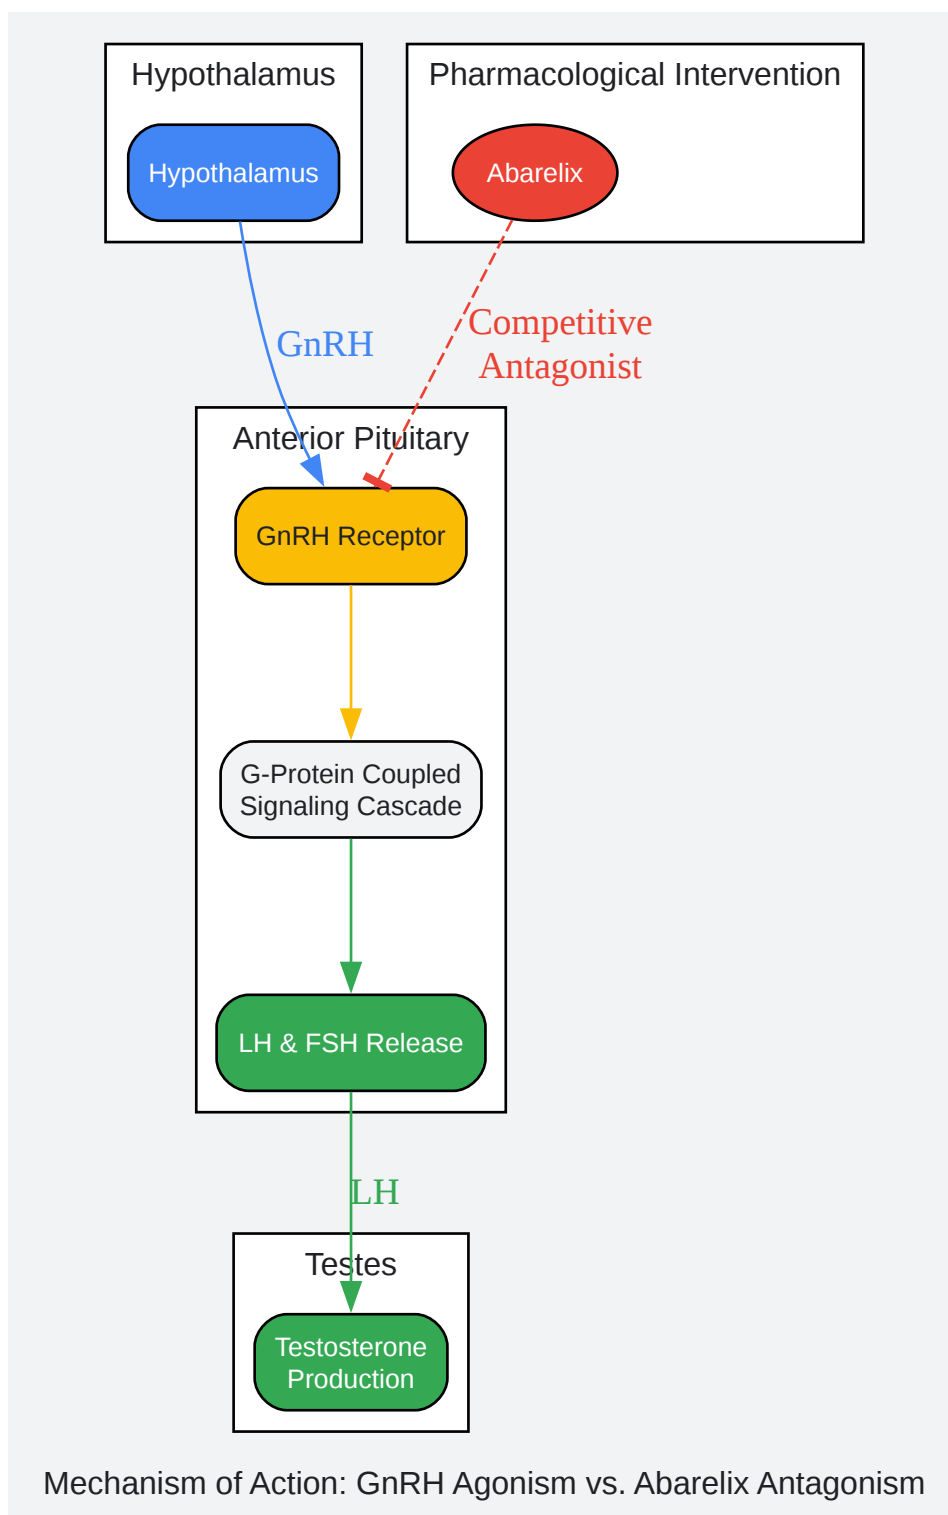 Hypothalamus
Pharmacological Intervention
Hypothalamus
Abarelix
GnRH
Competitive
Antagonist
Anterior Pituitary
GnRH Receptor
G-Protein Coupled
Signaling Cascade
LH & FSH Release
LH
Testes
Testosterone
Production
Mechanism of Action: GnRH Agonism vs. Abarelix Antagonism